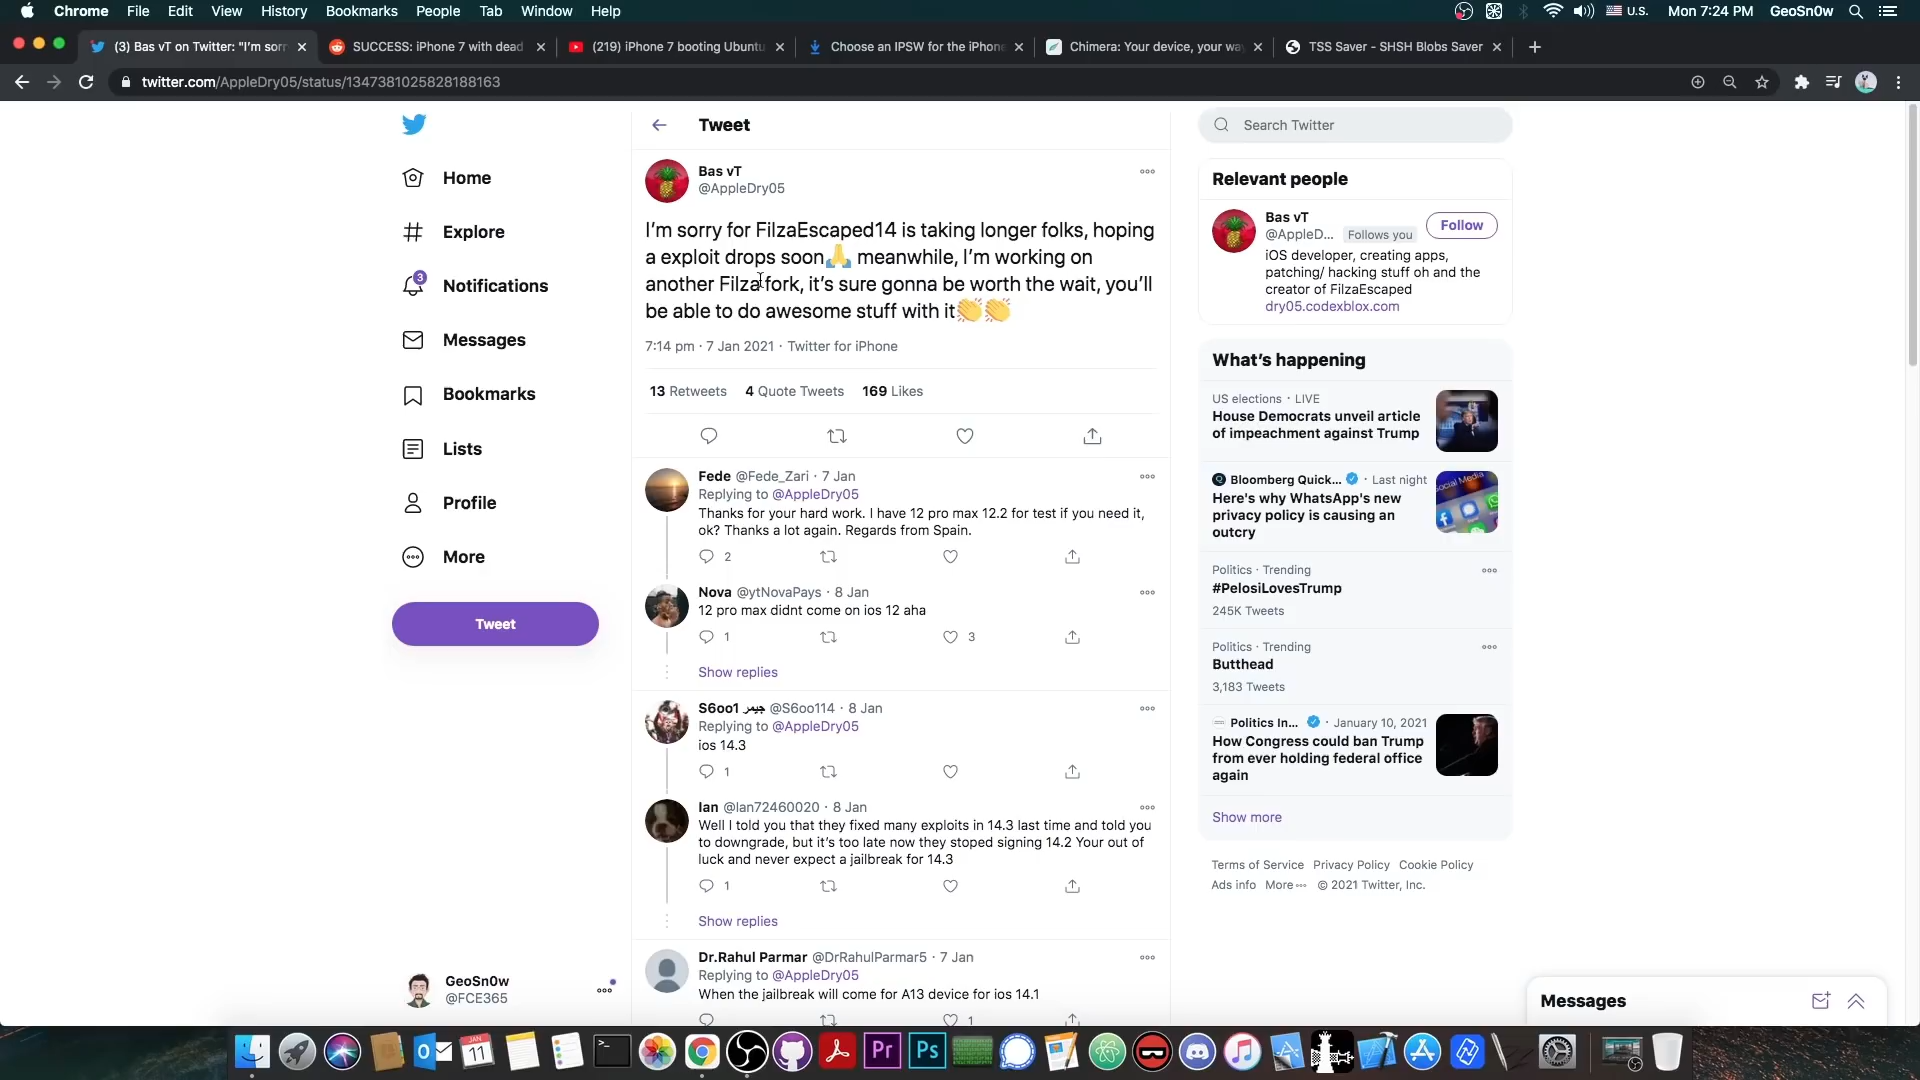 Chrome File Edit View History Bookmarks People Tab Window Help
U.S. Mon 7:24 PM GeoSn0w
(3) Bas vT on Twitter: "I'm sorr
SUCCESS: iPhone 7 with dead
(219) iPhone 7 booting Ubuntu
Choose an IPSW for the iPhone
Chimera: Your device, your way
TSS Saver - SHSH Blobs Saver
twitter.com/AppleDry05/status/1347381025828188163
Home
Explore
3
Notifications
Messages
Bookmarks
Lists
Profile
More
Tweet
GeoSn0w
@FCE365
Tweet
Bas vT
@AppleDry05
I'm sorry for FilzaEscaped14 is taking longer folks, hoping
a exploit drops soon🙏 meanwhile, I'm working on
another Filza fork, it's sure gonna be worth the wait, you'll
be able to do awesome stuff with it👏👏
7:14 pm · 7 Jan 2021 · Twitter for iPhone
13 Retweets 4 Quote Tweets 169 Likes
Fede @Fede_Zari · 7 Jan
Replying to @AppleDry05
Thanks for your hard work. I have 12 pro max 12.2 for test if you need it,
ok? Thanks a lot again. Regards from Spain.
2
Nova @ytNovaPays · 8 Jan
12 pro max didnt come on ios 12 aha
1 3
Show replies
S6oo1 جيمر @S6oo114 · 8 Jan
Replying to @AppleDry05
ios 14.3
1
Ian @Ian72460020 · 8 Jan
Well I told you that they fixed many exploits in 14.3 last time and told you
to downgrade, but it's too late now they stoped signing 14.2 Your out of
luck and never expect a jailbreak for 14.3
1
Show replies
Dr.Rahul Parmar @DrRahulParmar5 · 7 Jan
Replying to @AppleDry05
When the jailbreak will come for A13 device for ios 14.1
1
Search Twitter
Relevant people
Bas vT
@AppleD... Follows you
Follow
iOS developer, creating apps,
patching/ hacking stuff oh and the
creator of FilzaEscaped
dry05.codexblox.com
What's happening
US elections · LIVE
House Democrats unveil article
of impeachment against Trump
Bloomberg Quick... · Last night
Here's why WhatsApp's new
privacy policy is causing an
outcry
Politics · Trending
#PelosiLovesTrump
245K Tweets
Politics · Trending
Butthead
3,183 Tweets
Politics In... · January 10, 2021
How Congress could ban Trump
from ever holding federal office
again
Show more
Terms of Service Privacy Policy Cookie Policy
Ads info More © 2021 Twitter, Inc.
Messages
JAN
11
Pr
Ps